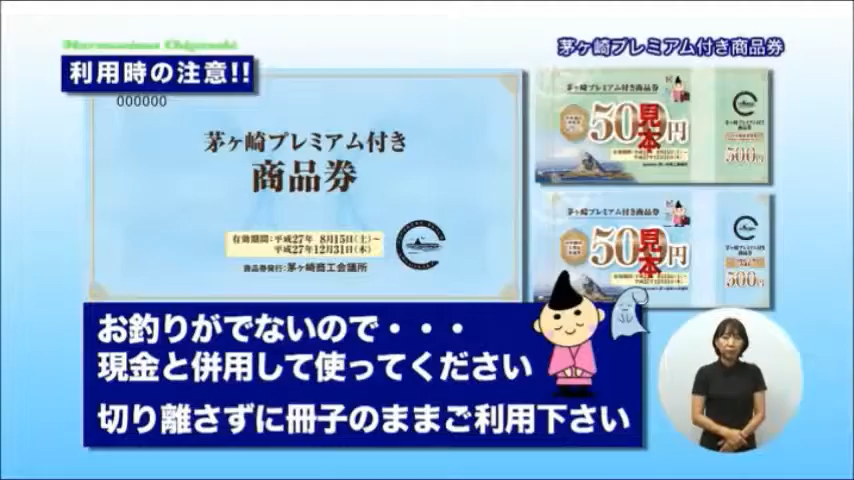 茅ヶ崎プレミアム付き商品券
利用時の注意!!
000000
茅ヶ崎プレミアム付き
商品券
有効期間：平成27年 8月15日(土)～
平成27年12月31日(木)
商品券発行：茅ヶ崎商工会議所
茅ヶ崎プレミアム付き商品券
500円
見本
500円
茅ヶ崎プレミアム付き商品券
500円
見本
500円
お釣りがでないので・・・
現金と併用して使ってください
切り離さずに冊子のままご利用下さい